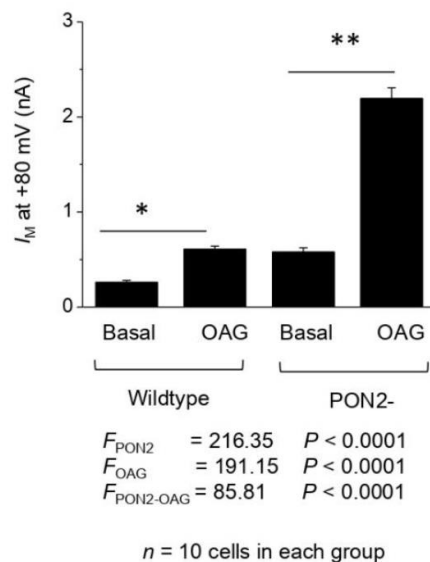 3
2
1
0
I_M at +80 mV (nA)
*
**
Basal OAG Basal OAG
Wildtype PON2-
F_PON2 = 216.35 P < 0.0001
F_OAG = 191.15 P < 0.0001
F_PON2-OAG = 85.81 P < 0.0001
n = 10 cells in each group